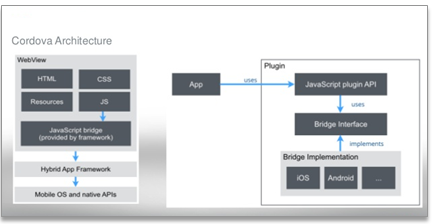 Cordova Architecture
WebView
HTML
CSS
Resources
JS
JavaScript bridge
(provided by framework)
Hybrid App Framework
Mobile OS and native APIs
Plugin
App
uses
JavaScript plugin API
uses
Bridge Interface
implements
Bridge Implementation
iOS
Android
...